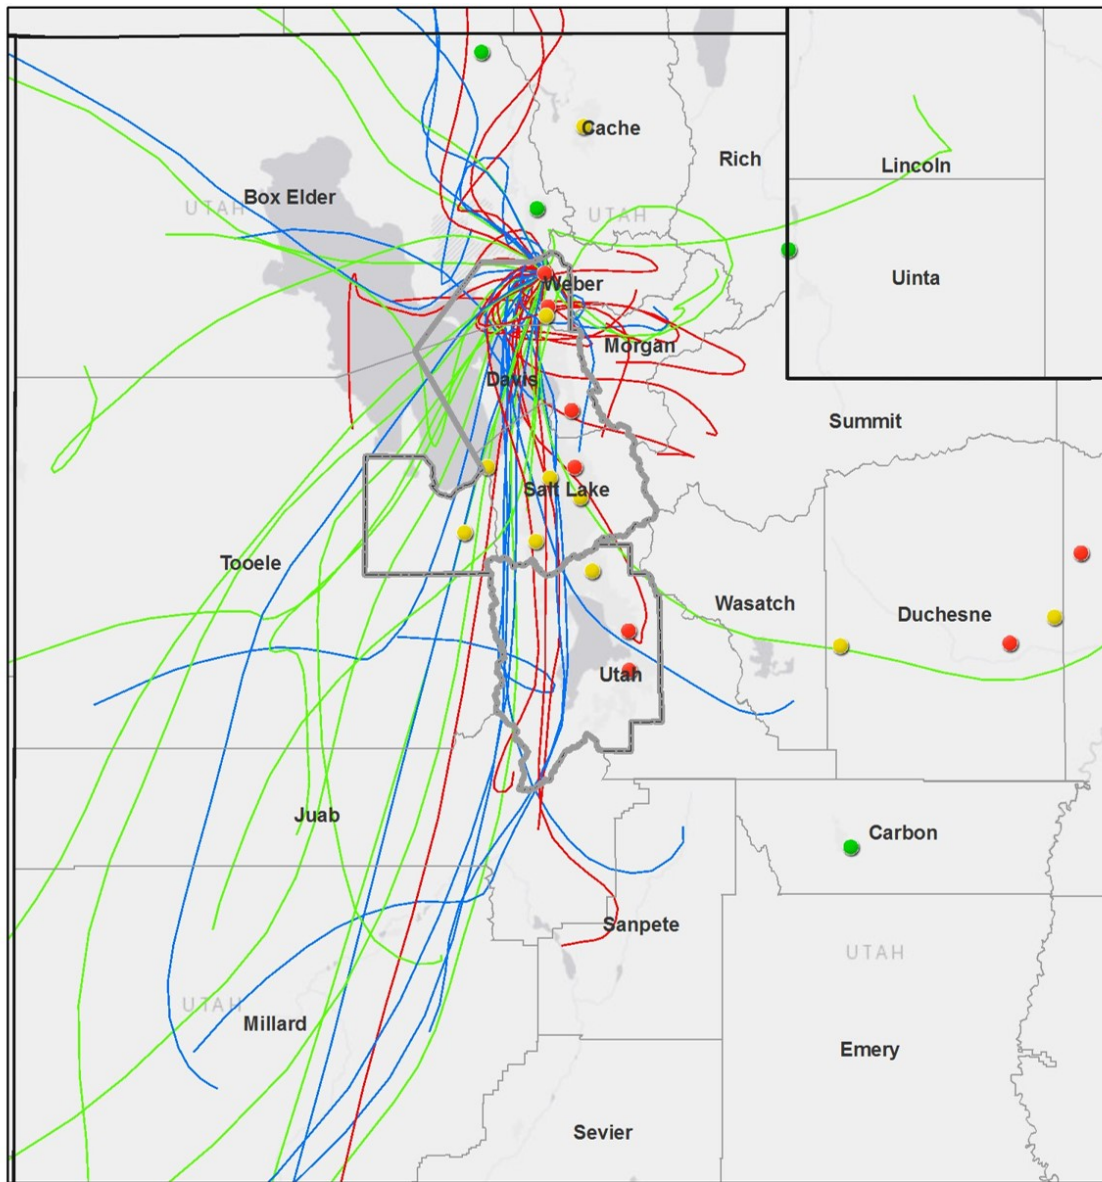 Cache
Rich
Lincoln
Box Elder
UTAH
UTAH
Uinta
Weber
Morgan
Davis
Summit
Salt Lake
Tooele
Wasatch
Duchesne
Utah
Juab
Carbon
Sanpete
UTAH
UTAH
Millard
Emery
Sevier